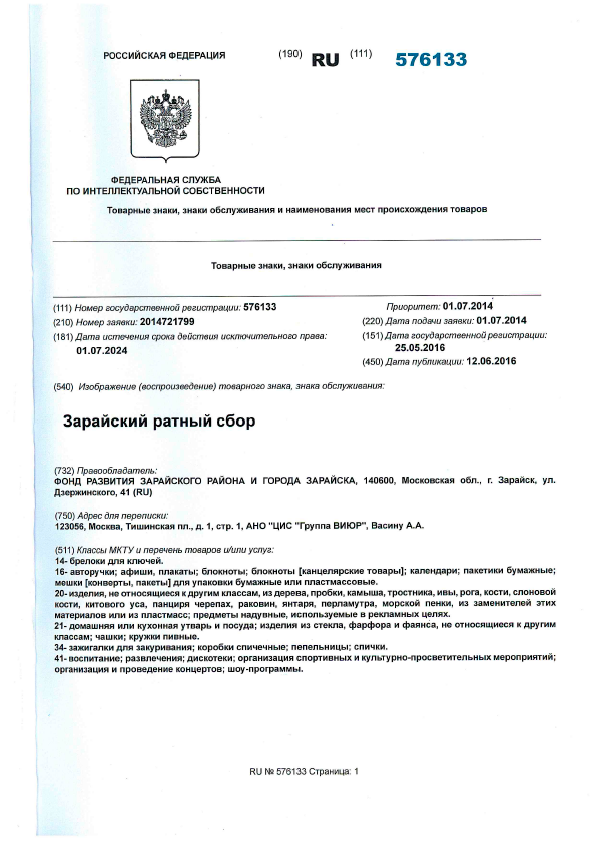 РОССИЙСКАЯ ФЕДЕРАЦИЯ
(190) RU (111) 576133
ФЕДЕРАЛЬНАЯ СЛУЖБА
ПО ИНТЕЛЛЕКТУАЛЬНОЙ СОБСТВЕННОСТИ
Товарные знаки, знаки обслуживания и наименования мест происхождения товаров
Товарные знаки, знаки обслуживания
(111) Номер государственной регистрации: 576133
(210) Номер заявки: 2014721799
(181) Дата истечения срока действия исключительного права:
01.07.2024
Приоритет: 01.07.2014
(220) Дата подачи заявки: 01.07.2014
(151) Дата государственной регистрации:
25.05.2016
(450) Дата публикации: 12.06.2016
(540) Изображение (воспроизведение) товарного знака, знака обслуживания:
Зарайский ратный сбор
(732) Правообладатель:
ФОНД РАЗВИТИЯ ЗАРАЙСКОГО РАЙОНА И ГОРОДА ЗАРАЙСКА, 140600, Московская обл., г. Зарайск, ул.
Дзержинского, 41 (RU)
(750) Адрес для переписки:
123056, Москва, Тишинская пл., д. 1, стр. 1, АНО "ЦИС "Группа ВИЮР", Васину А.А.
(511) Классы МКТУ и перечень товаров и/или услуг:
14- брелоки для ключей.
16- авторучки; афиши, плакаты; блокноты; блокноты [канцелярские товары]; календари; пакетики бумажные;
мешки [конверты, пакеты] для упаковки бумажные или пластмассовые.
20- изделия, не относящиеся к другим классам, из дерева, пробки, камыша, тростника, ивы, рога, кости, слоновой
кости, китового уса, панциря черепах, раковин, янтаря, перламутра, морской пенки, из заменителей этих
материалов или из пластмасс; предметы надувные, используемые в рекламных целях.
21- домашняя или кухонная утварь и посуда; изделия из стекла, фарфора и фаянса, не относящиеся к другим
классам; чашки; кружки пивные.
34- зажигалки для закуривания; коробки спичечные; пепельницы; спички.
41- воспитание; развлечения; дискотеки; организация спортивных и культурно-просветительных мероприятий;
организация и проведение концертов; шоу-программы.
RU № 576133 Страница: 1